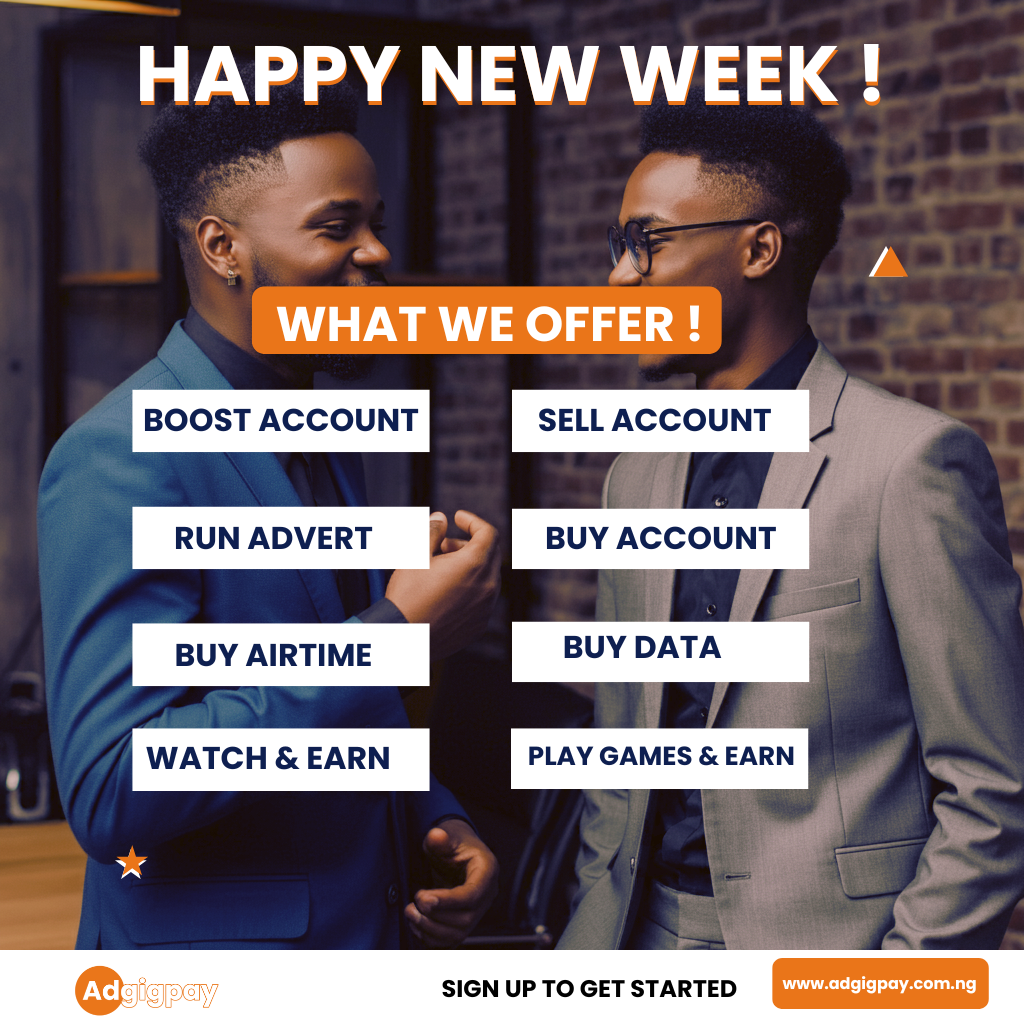 HAPPY NEW WEEK !
WHAT WE OFFER !
BOOST ACCOUNT
SELL ACCOUNT
RUN ADVERT
BUY ACCOUNT
BUY AIRTIME
BUY DATA
WATCH & EARN
PLAY GAMES & EARN
Adgigpay
SIGN UP TO GET STARTED
www.adgigpay.com.ng